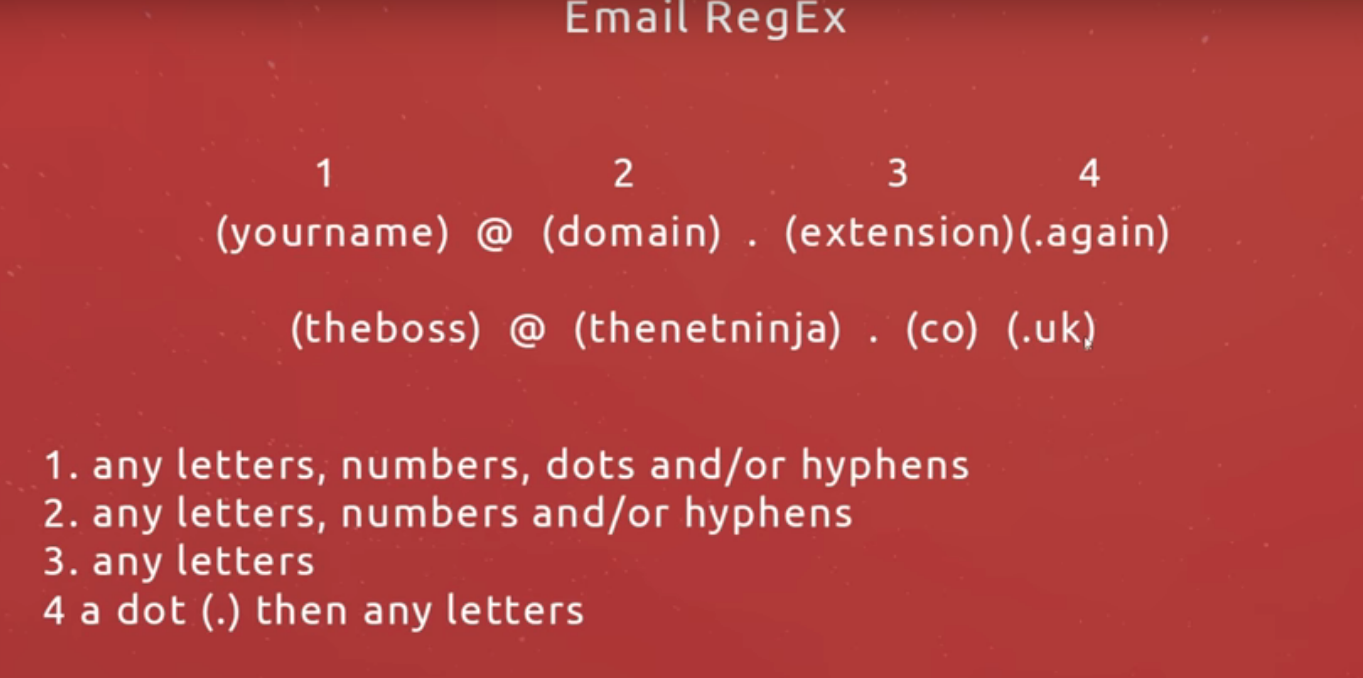 Email RegEx
1 2 3 4
(yourname) @ (domain) . (extension)(.again)
(theboss) @ (thenetninja) . (co) (.uk)
1. any letters, numbers, dots and/or hyphens
2. any letters, numbers and/or hyphens
3. any letters
4 a dot (.) then any letters